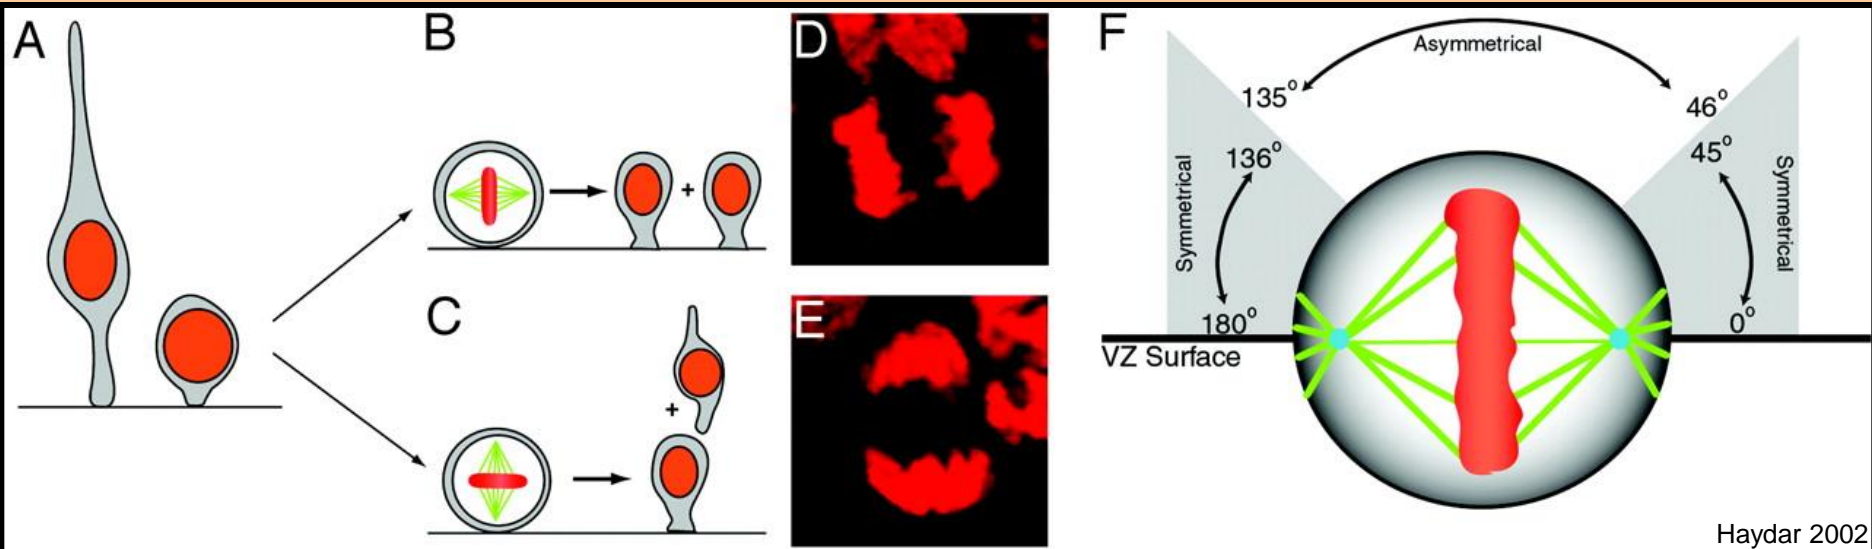 A
B
C
D
E
F
Asymmetrical
135°
46°
136°
45°
Symmetrical
Symmetrical
180°
0°
VZ Surface
+
+
Haydar 2002